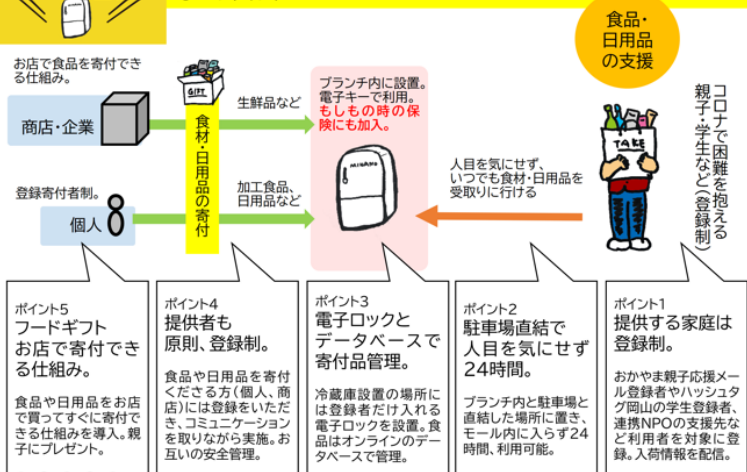 食品・
日用品
の支援
お店で食品を寄付でき
る仕組み。
商店・企業
GIFT
食材・日用品の寄付
生鮮品など
ブランチ内に設置。
電子キーで利用。
もしもの時の保
険にも加入。
TAKE
コロナで困難を抱える
親子・学生など(登録制)
登録寄付者制。
個人
加工食品、
日用品など
人目を気にせず、
いつでも食材・日用品を
受取りに行ける
ポイント5
フードギフト
お店で寄付でき
る仕組み。
食品や日用品をお店
で買ってすぐに寄付で
きる仕組みを導入。親
子にプレゼント。
ポイント4
提供者も
原則、登録制。
食品や日用品を寄付
くださる方(個人、商
店)には登録をいただ
き、コミュニケーション
を取りながら実施。お
互いの安全管理。
ポイント3
電子ロックと
データベースで
寄付品管理。
冷蔵庫設置の場所に
は登録者だけ入れる
電子ロックを設置。食
品はオンラインのデー
タベースで管理。
ポイント2
駐車場直結で
人目を気にせず
24時間。
ブランチ内と駐車場と
直結した場所に置き、
モール内に入らず24
時間、利用可能。
ポイント1
提供する家庭は
登録制。
おかやま親子応援メー
ル登録者やハッシュタ
グ岡山の学生登録者、
連携NPOの支援先な
ど利用者を対象に登
録。入荷情報を配信。